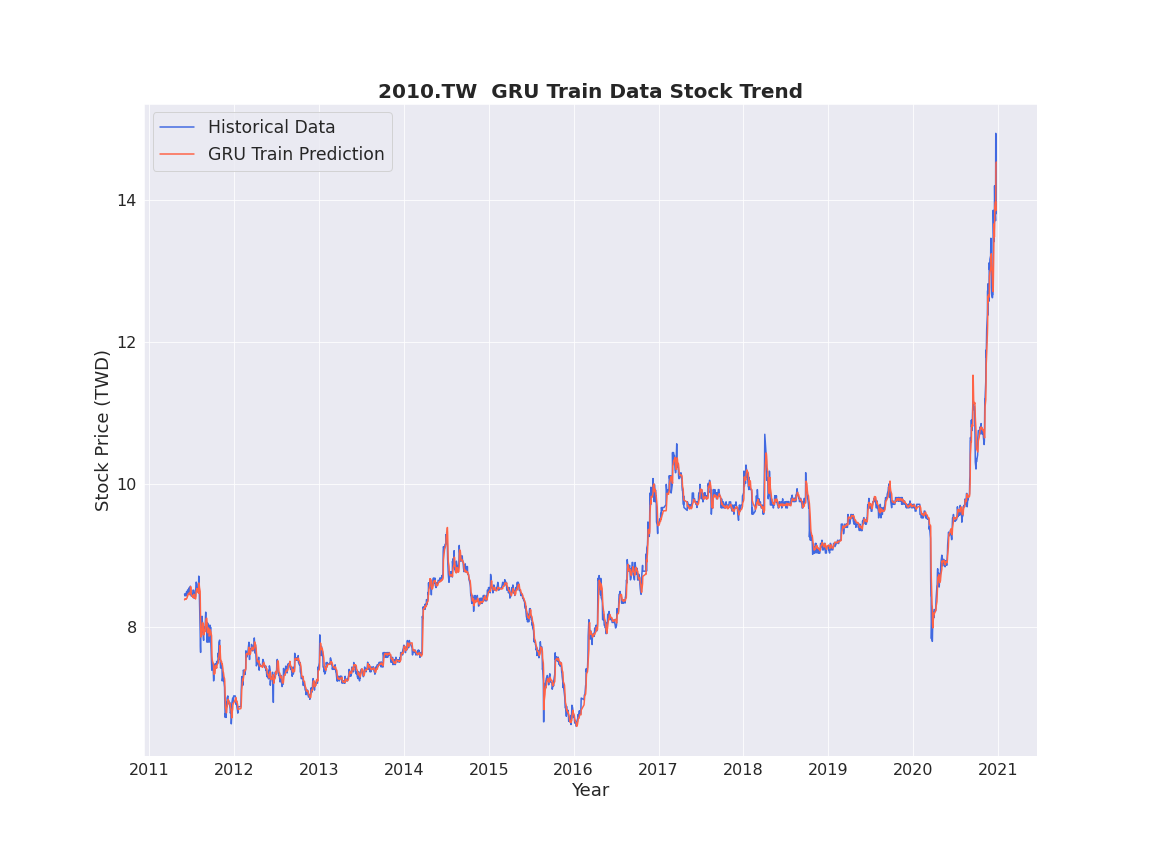 2010.TW  GRU Train Data Stock Trend
Historical Data
GRU Train Prediction
Stock Price (TWD)
14
12
10
8
2011 2012 2013 2014 2015 2016 2017 2018 2019 2020 2021
Year